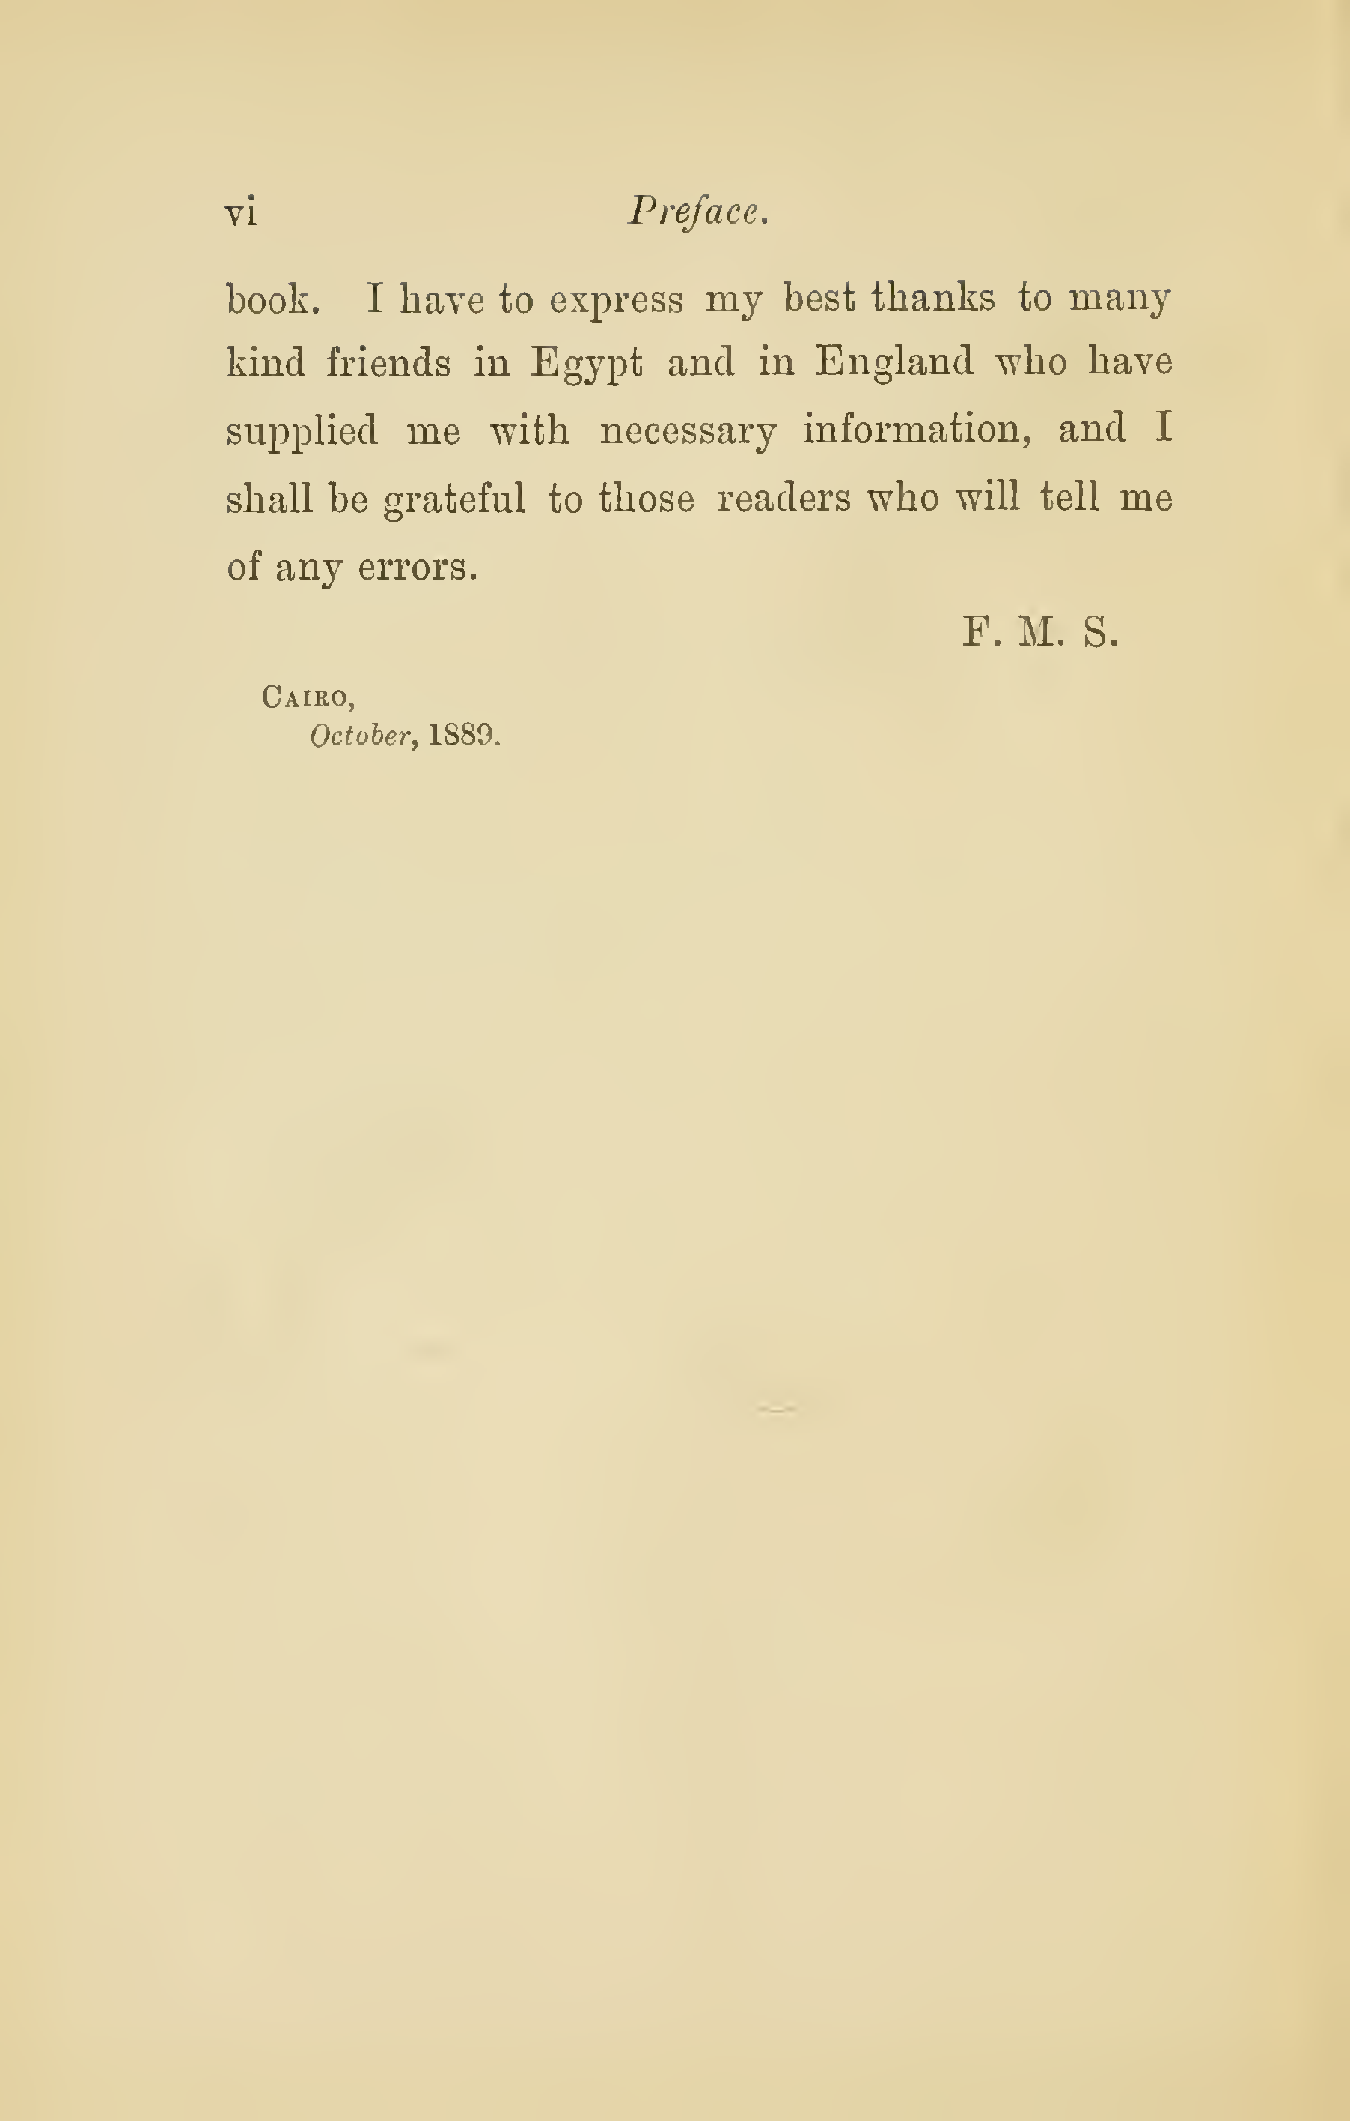 vi Preface.
book. I have to express my best thanks to many
kind friends in Egypt and in England who have
supplied me with necessary information, and I
shall be grateful to those readers who will tell me
of any errors.
F. M. S.
Cairo,
October, 1889.